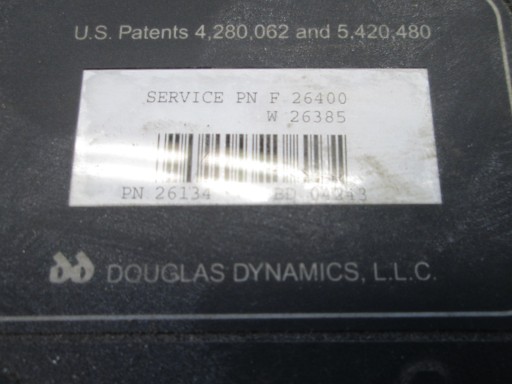 U.S. Patents 4,280,062 and 5,420,480
SERVICE PN F 26400
W 26385
PN 26134 BD 04243
DOUGLAS DYNAMICS, L.L.C.